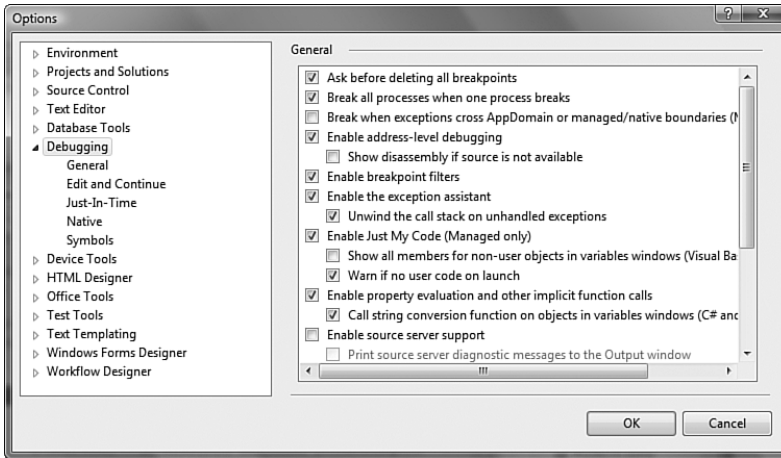 Options
Environment
Projects and Solutions
Source Control
Text Editor
Database Tools
Debugging
General
Edit and Continue
Just-In-Time
Native
Symbols
Device Tools
HTML Designer
Office Tools
Test Tools
Text Templating
Windows Forms Designer
Workflow Designer
General
Ask before deleting all breakpoints
Break all processes when one process breaks
Break when exceptions cross AppDomain or managed/native boundaries (
Enable address-level debugging
Show disassembly if source is not available
Enable breakpoint filters
Enable the exception assistant
Unwind the call stack on unhandled exceptions
Enable Just My Code (Managed only)
Show all members for non-user objects in variables windows (Visual Ba
Warn if no user code on launch
Enable property evaluation and other implicit function calls
Call string conversion function on objects in variables windows (C# and
Enable source server support
Print source server diagnostic messages to the Output window
OK
Cancel